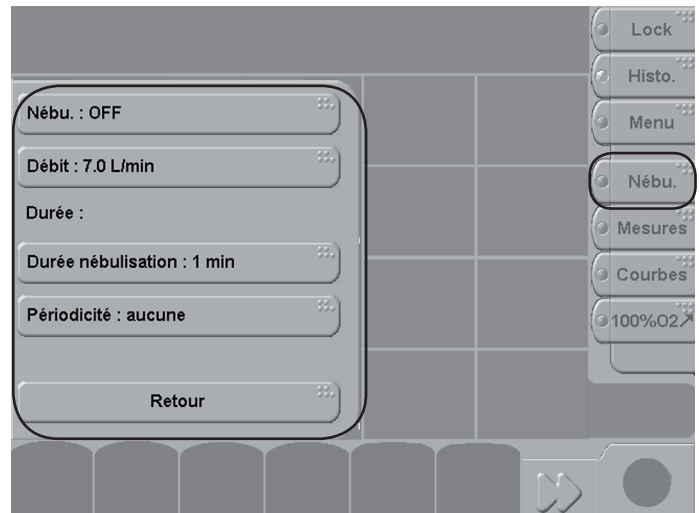 Nébu. : OFF
Débit : 7.0 L/min
Durée :
Durée nébulisation : 1 min
Périodicité : aucune
Retour
Lock
Histo.
Menu
Nébu.
Mesures
Courbes
100%O2↗